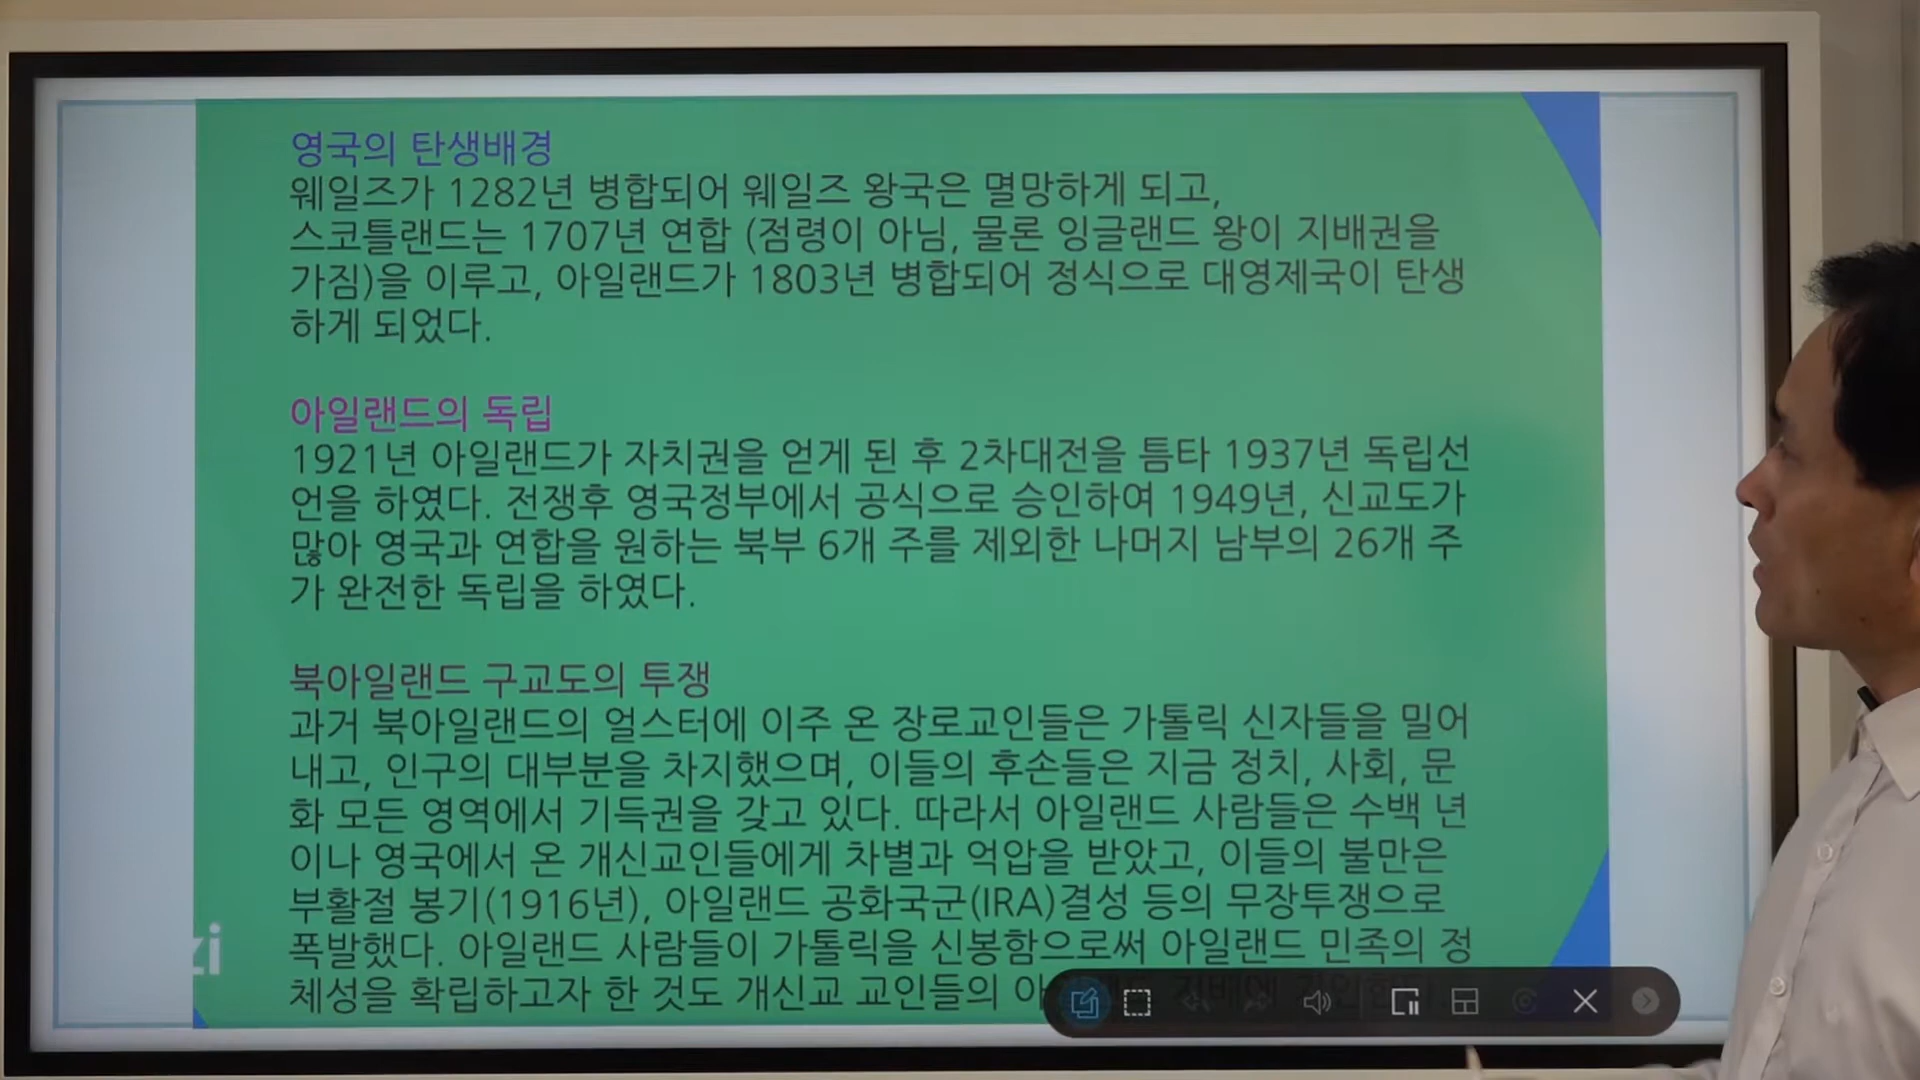 영국의 탄생배경
웨일즈가 1282년 병합되어 웨일즈 왕국은 멸망하게 되고,
스코틀랜드는 1707년 연합 (점령이 아님, 물론 잉글랜드 왕이 지배권을
가짐)을 이루고, 아일랜드가 1803년 병합되어 정식으로 대영제국이 탄생
하게 되었다.
아일랜드의 독립
1921년 아일랜드가 자치권을 얻게 된 후 2차대전을 틈타 1937년 독립선
언을 하였다. 전쟁후 영국정부에서 공식으로 승인하여 1949년, 신교도가
많아 영국과 연합을 원하는 북부 6개 주를 제외한 나머지 남부의 26개 주
가 완전한 독립을 하였다.
북아일랜드 구교도의 투쟁
과거 북아일랜드의 얼스터에 이주 온 장로교인들은 가톨릭 신자들을 밀어
내고, 인구의 대부분을 차지했으며, 이들의 후손들은 지금 정치, 사회, 문
화 모든 영역에서 기득권을 갖고 있다. 따라서 아일랜드 사람들은 수백 년
이나 영국에서 온 개신교인들에게 차별과 억압을 받았고, 이들의 불만은
부활절 봉기(1916년), 아일랜드 공화국군(IRA)결성 등의 무장투쟁으로
폭발했다. 아일랜드 사람들이 가톨릭을 신봉함으로써 아일랜드 민족의 정
체성을 확립하고자 한 것도 개신교 교인들의
zi